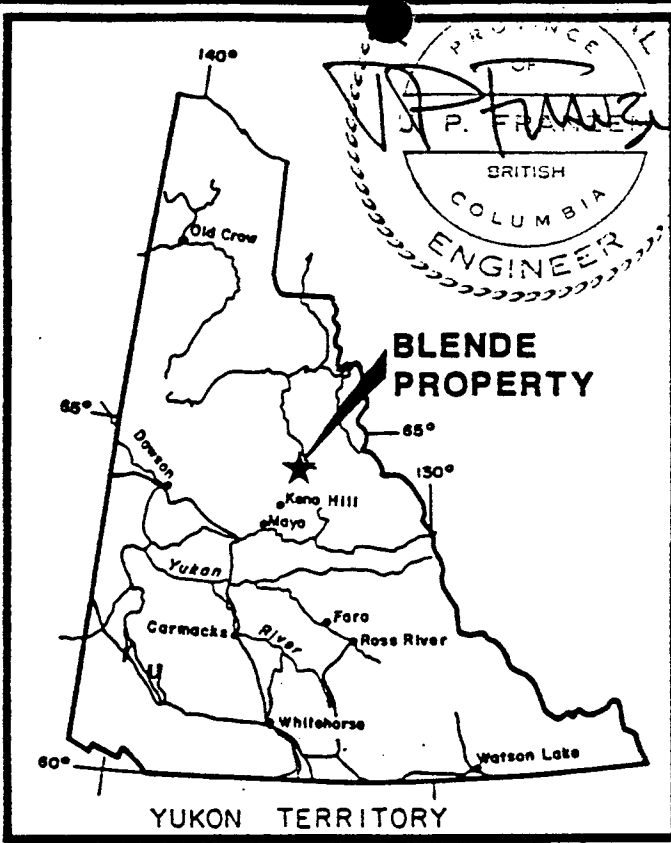 140°
PROVINCE
OF
J. P. FRANZEN
BRITISH
COLUMBIA
ENGINEER
Old Crow
BLENDE
PROPERTY
65°
65°
Dawson
130°
Keno Hill
Mayo
Yukon
Faro
Carmacks
River
Ross River
Whitehorse
Watson Lake
60°
YUKON TERRITORY